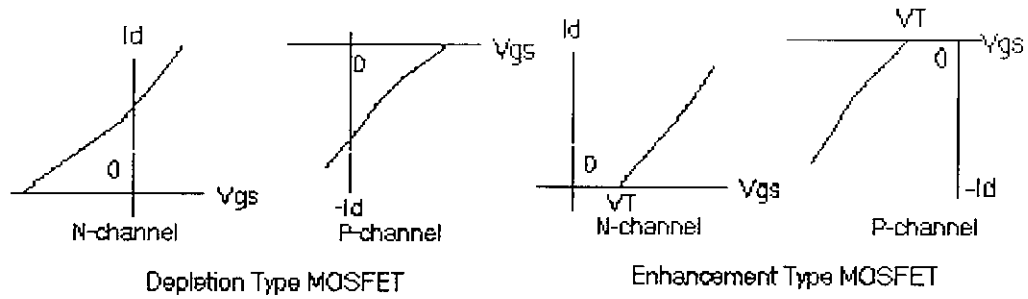 Id
Vgs
0
N-channel
Vgs
0
-Id
P-channel
Depletion Type MOSFET
Id
Vgs
0
VT
N-channel
VT
Vgs
0
-Id
P-channel
Enhancement Type MOSFET